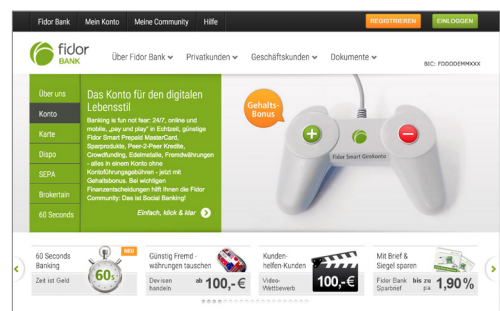 Fidor Bank Mein Konto Meine Community Hilfe REGISTRIEREN EINLOGGEN
fidor
BANK
Über Fidor Bank Privatkunden Geschäftskunden Dokumente
BIC: FDDODEMMXXX
Über uns
Konto
Karte
Dispo
SEPA
Brokertain
60 Seconds
Das Konto für den digitalen
Lebensstil
Banking is fun not fear: 24/7, online und
mobile, „pay und play" in Echtzeit, günstige
Fidor Smart Prepaid MasterCard,
Sparprodukte, Peer-2-Peer Kredite,
Crowdfunding, Edelmetalle, Fremdwährungen
- alles in einem Konto ohne
Kontoführungsgebühren - jetzt mit
Gehaltsbonus. Bei wichtigen
Finanzentscheidungen hilft Ihnen die Fidor
Community: Das ist Social Banking!
Einfach, klick & klar
Gehalts-
Bonus
Fidor Smart Girokonto
60 Seconds
Banking
NEU
60s
Zeit ist Geld
Günstig Fremd -
währungen tauschen
Devisen
handeln
ab 100,-€
Kunden-
helfen-Kunden
Video-
Wettbewerb
100,-€
Mit Brief &
Siegel sparen
Fidor Bank
Sparbrief
bis zu
1,90%